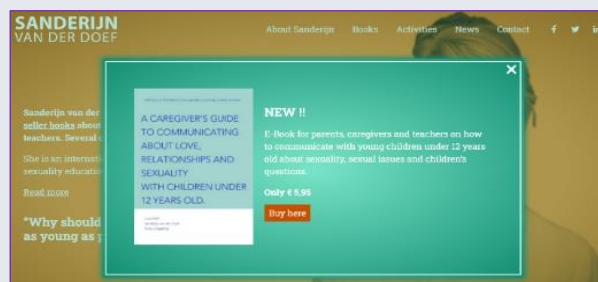 SANDERIJN
VAN DER DOEF
About Sanderijn Books Activities News Contact
Sanderijn van der
seller books about
teachers. Several
She is an internati
sexuality educatio
Read more
"Why should
as young as p
A CAREGIVER'S GUIDE
TO COMMUNICATING
ABOUT LOVE,
RELATIONSHIPS AND
SEXUALITY
WITH CHILDREN UNDER
12 YEARS OLD.
NEW !!
E-Book for parents, caregivers and teachers on how
to communicate with young children under 12 years
old about sexuality, sexual issues and children's
questions.
Only € 5,95
Buy here